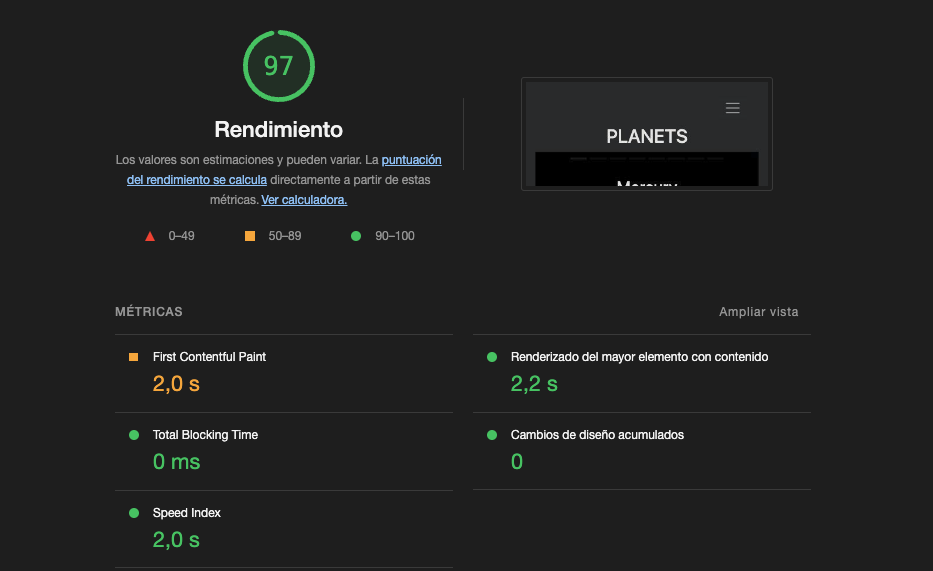 97
Rendimiento
Los valores son estimaciones y pueden variar. La puntuación
del rendimiento se calcula directamente a partir de estas
métricas. Ver calculadora.
0–49
50–89
90–100
PLANETS
Mercury
MÉTRICAS
Ampliar vista
First Contentful Paint
2,0 s
Renderizado del mayor elemento con contenido
2,2 s
Total Blocking Time
0 ms
Cambios de diseño acumulados
0
Speed Index
2,0 s